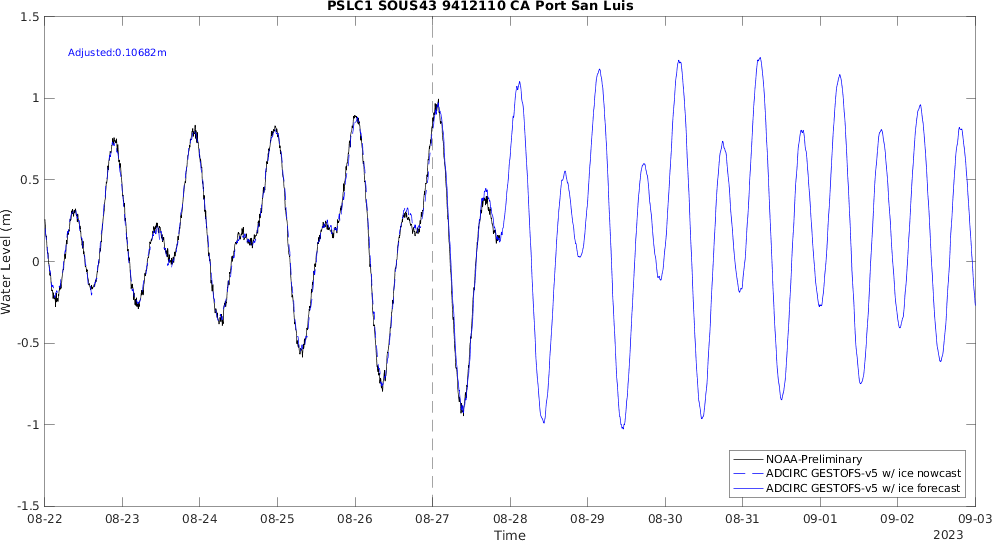 PSLC1 SOUS43 9412110 CA Port San Luis
Adjusted:0.10682m
1.5
1
0.5
0
-0.5
-1
-1.5
Water Level (m)
NOAA-Preliminary
ADCIRC GESTOFS-v5 w/ ice nowcast
ADCIRC GESTOFS-v5 w/ ice forecast
08-22 08-23 08-24 08-25 08-26 08-27 08-28 08-29 08-30 08-31 09-01 09-02 09-03
Time
2023